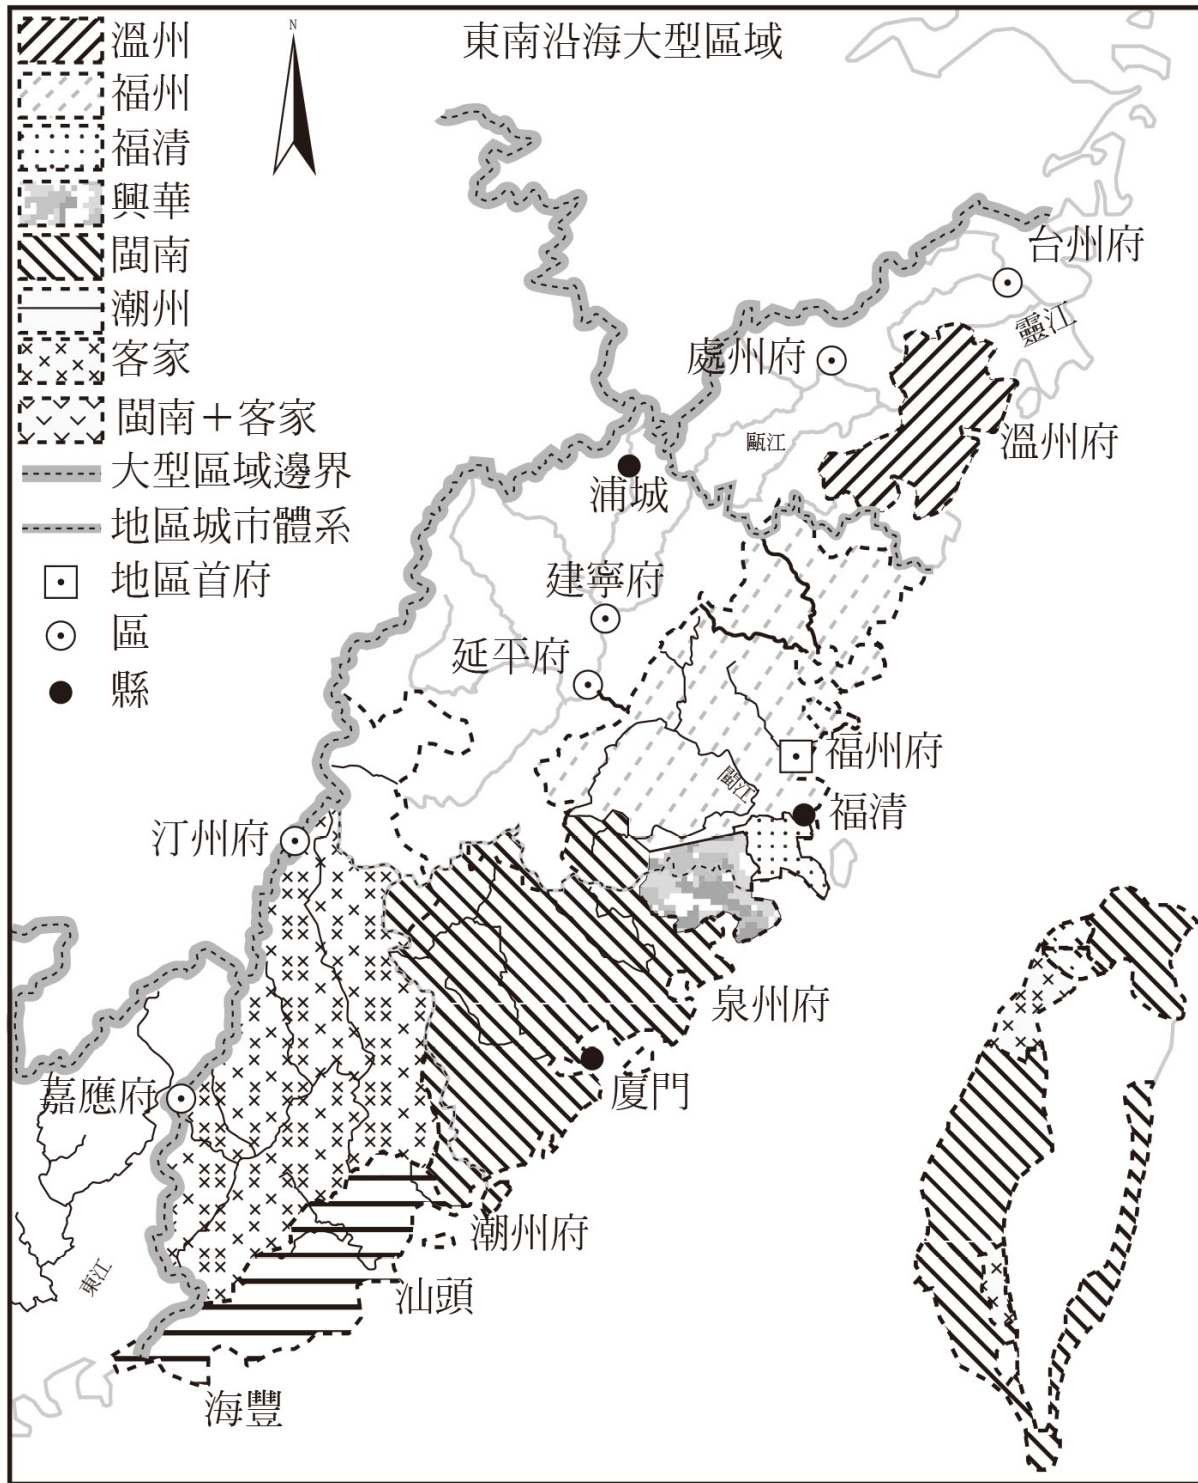 東南沿海大型區域
N
溫州
福州
福清
興華
閩南
潮州
客家
閩南＋客家
大型區域邊界
地區城市體系
地區首府
區
縣
台州府
靈江
處州府
甌江
溫州府
浦城
建寧府
延平府
福州府
閩江
福清
汀州府
泉州府
廈門
嘉應府
潮州府
汕頭
東江
海豐